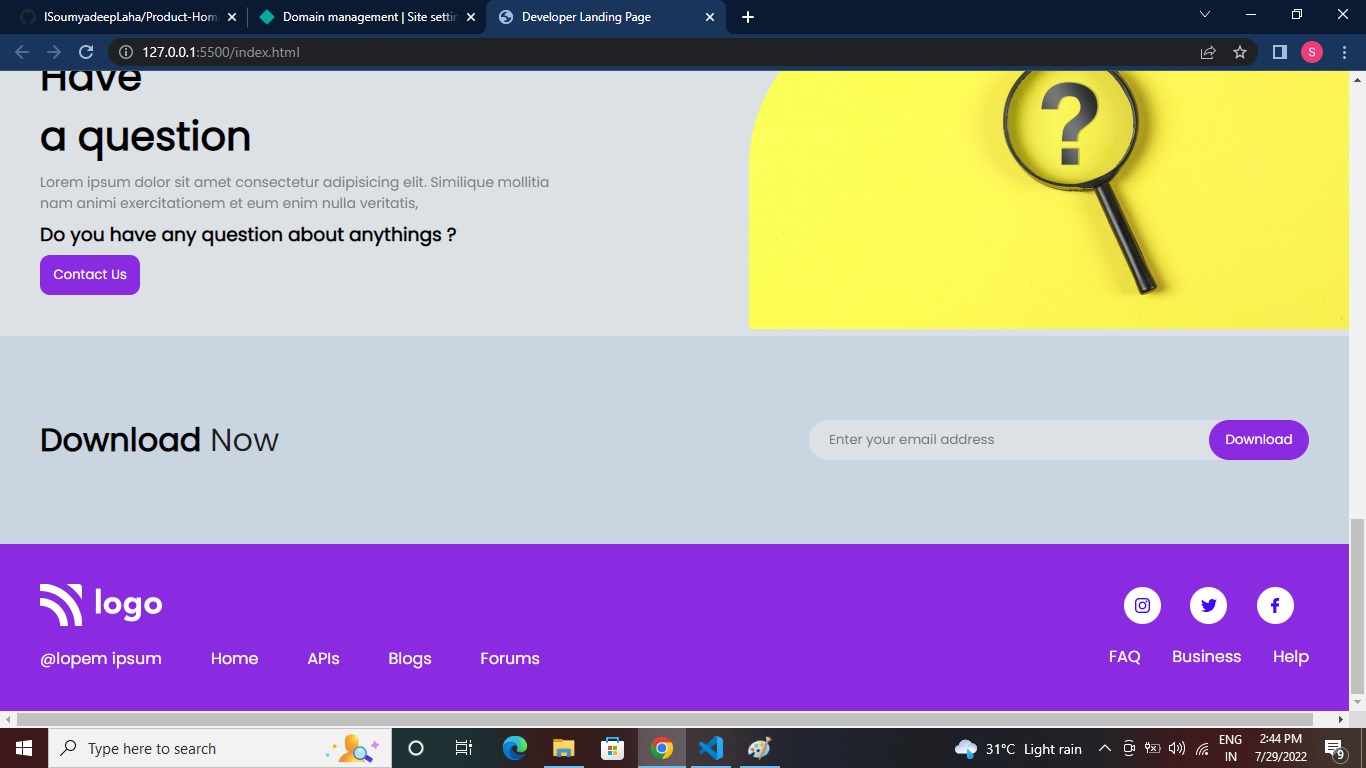 ISoumyadeepLaha/Product-Hom
Domain management | Site settin
Developer Landing Page
127.0.0.1:5500/index.html
S
Have
a question
Lorem ipsum dolor sit amet consectetur adipisicing elit. Similique mollitia
nam animi exercitationem et eum enim nulla veritatis,
Do you have any question about anythings ?
Contact Us
?
Download Now
Enter your email address
Download
logo
@lopem ipsum
Home
APIs
Blogs
Forums
FAQ
Business
Help
Type here to search
31°C Light rain
ENG
IN
2:44 PM
7/29/2022
9